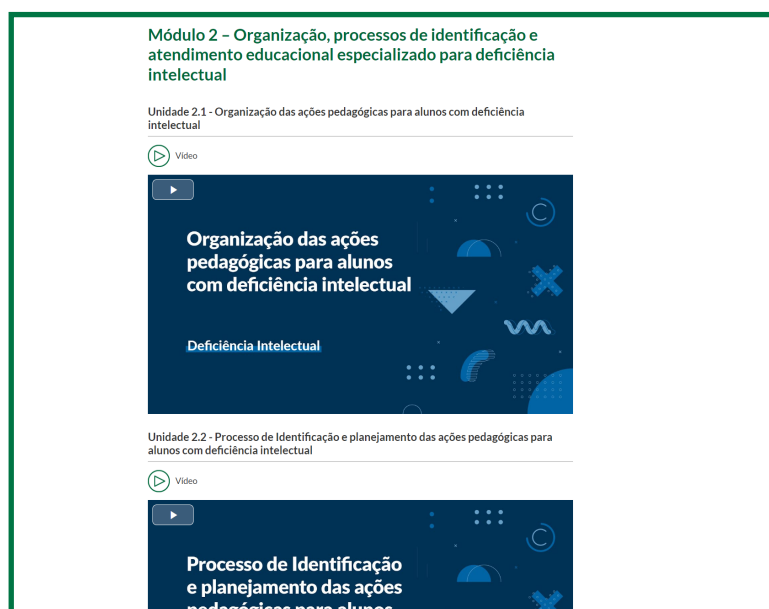 Módulo 2 – Organização, processos de identificação e
atendimento educacional especializado para deficiência
intelectual
Unidade 2.1 - Organização das ações pedagógicas para alunos com deficiência
intelectual
Vídeo
Organização das ações
pedagógicas para alunos
com deficiência intelectual
Deficiência Intelectual
Unidade 2.2 - Processo de Identificação e planejamento das ações pedagógicas para
alunos com deficiência intelectual
Vídeo
Processo de Identificação
e planejamento das ações
pedagógicas para alunos